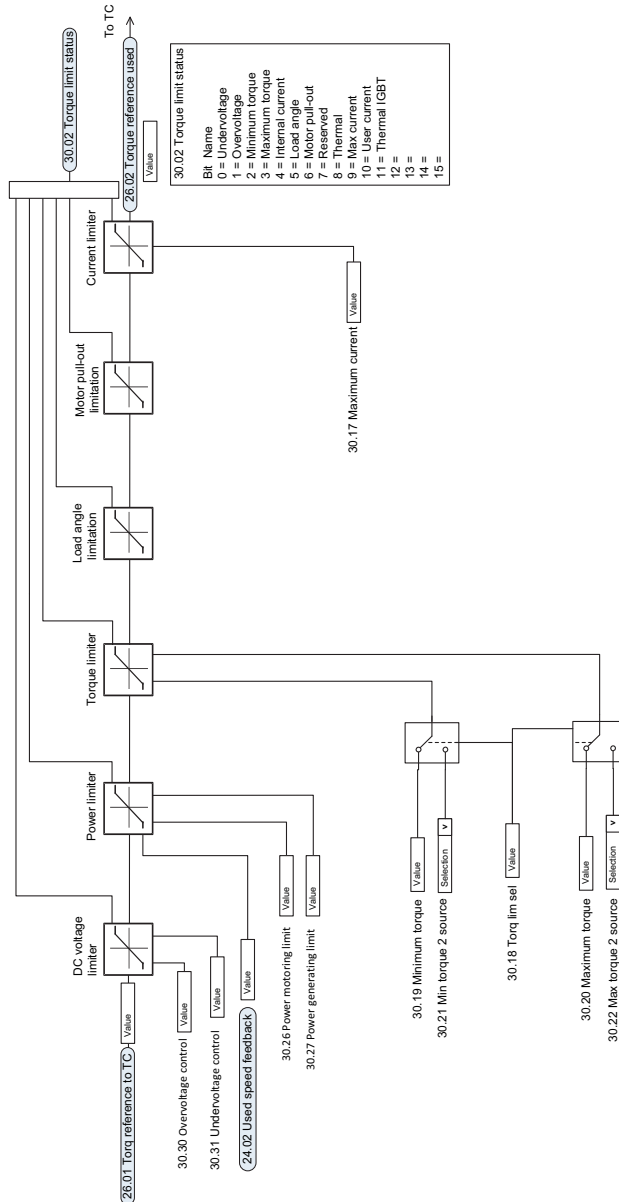 26.01 Torq reference to TC
Value
30.30 Overvoltage control
Value
30.31 Undervoltage control
Value
24.02 Used speed feedback
Value
30.26 Power motoring limit
Value
30.27 Power generating limit
Value
DC voltage
limiter
Power limiter
Torque limiter
Load angle
limitation
Motor pull-out
limitation
Current limiter
30.19 Minimum torque
Value
30.21 Min torque 2 source
Selection
v
30.18 Torq lim sel
Value
30.20 Maximum torque
Value
30.22 Max torque 2 source
Selection
v
30.17 Maximum current
Value
30.02 Torque limit status
26.02 Torque reference used
Value
To TC
30.02 Torque limit status
Bit Name
0 = Undervoltage
1 = Overvoltage
2 = Minimum torque
3 = Maximum torque
4 = Internal current
5 = Load angle
6 = Motor pull-out
7 = Reserved
8 = Thermal
9 = Max current
10 = User current
11 = Thermal IGBT
12 =
13 =
14 =
15 =